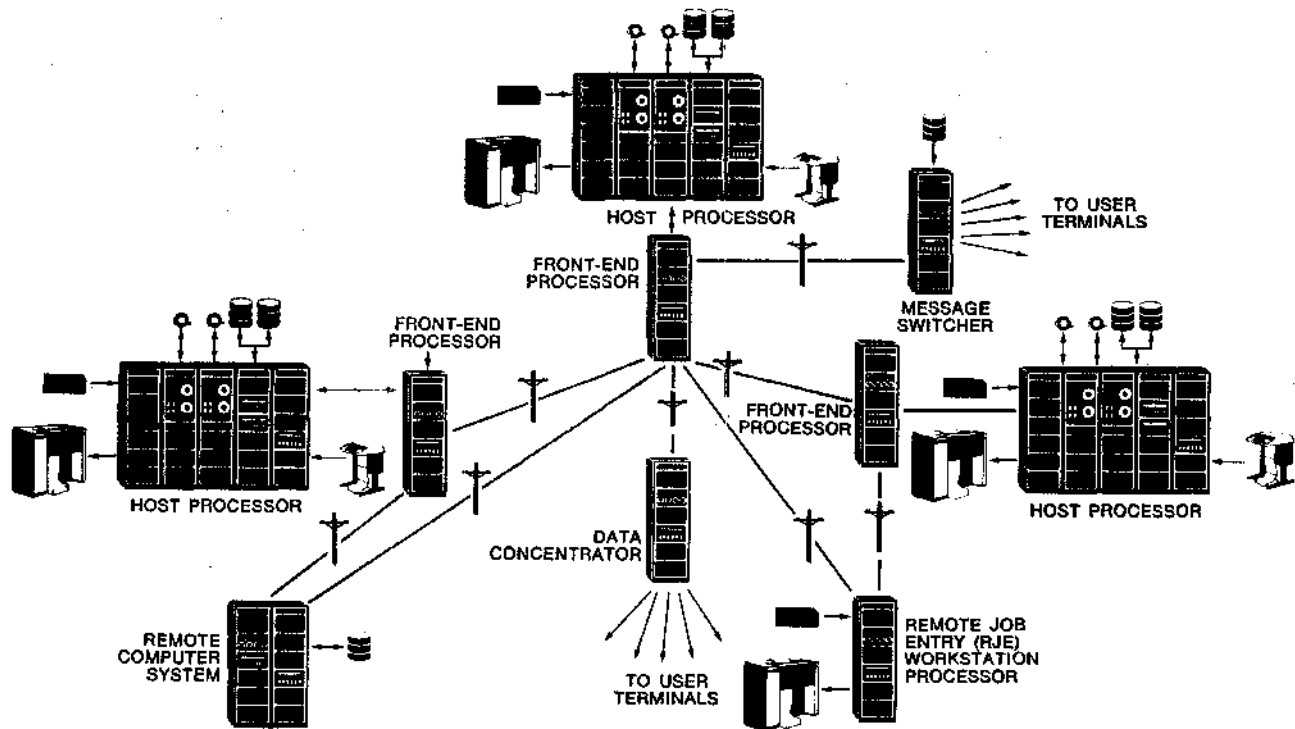 HOST PROCESSOR
TO USER
TERMINALS
FRONT-END
PROCESSOR
MESSAGE
SWITCHER
FRONT-END
PROCESSOR
HOST PROCESSOR
FRONT-END
PROCESSOR
HOST PROCESSOR
DATA
CONCENTRATOR
REMOTE
COMPUTER
SYSTEM
TO USER
TERMINALS
REMOTE JOB
ENTRY (RJE)
WORKSTATION
PROCESSOR